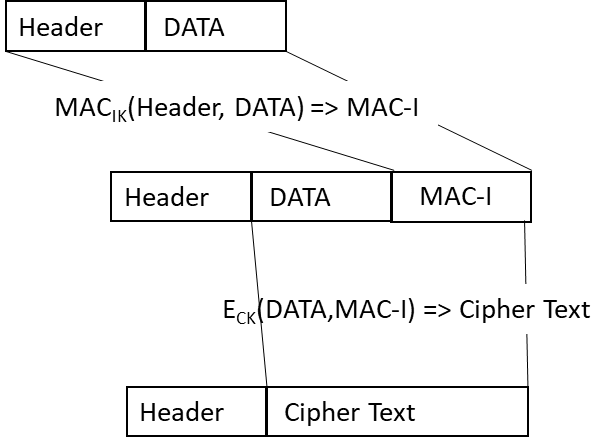 Header DATA
MACIK(Header, DATA) => MAC-I
Header DATA MAC-I
ECK(DATA,MAC-I) => Cipher Text
Header Cipher Text